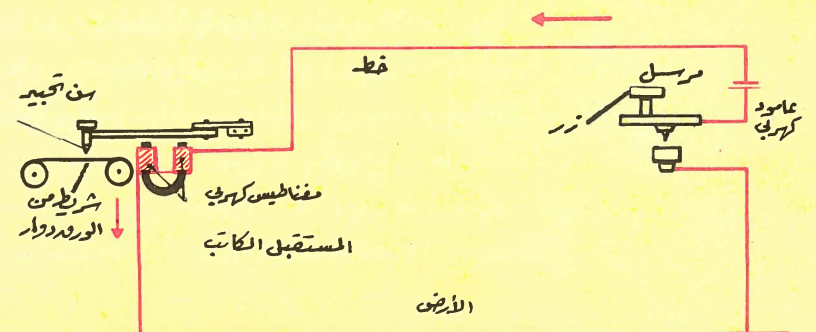 خط
مرسل
عامود
كهربي
زر
سن تحبير
شريط من
الورق دوار
مغناطيس كهربي
المستقبل الكاتب
الأرض